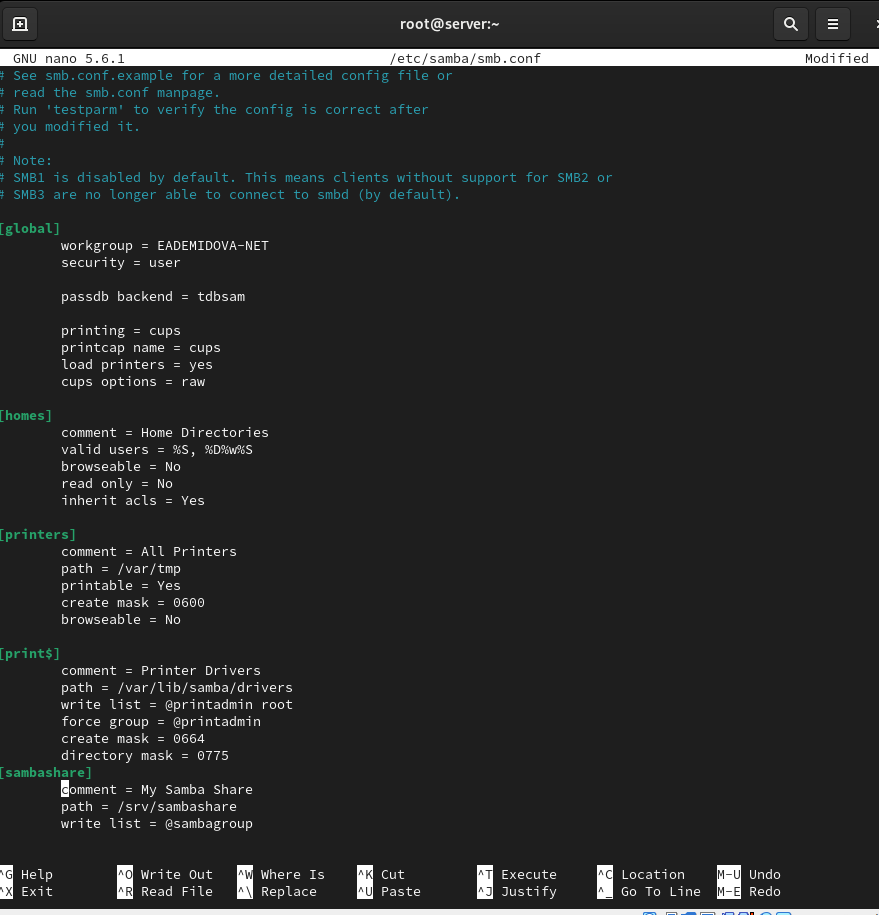 root@server:~
GNU nano 5.6.1 /etc/samba/smb.conf Modified
# See smb.conf.example for a more detailed config file or
# read the smb.conf manpage.
# Run 'testparm' to verify the config is correct after
# you modified it.
#
# Note:
# SMB1 is disabled by default. This means clients without support for SMB2 or
# SMB3 are no longer able to connect to smbd (by default).
[global]
workgroup = EADEMIDOVA-NET
security = user
passdb backend = tdbsam
printing = cups
printcap name = cups
load printers = yes
cups options = raw
[homes]
comment = Home Directories
valid users = %S, %D%w%S
browseable = No
read only = No
inherit acls = Yes
[printers]
comment = All Printers
path = /var/tmp
printable = Yes
create mask = 0600
browseable = No
[print$]
comment = Printer Drivers
path = /var/lib/samba/drivers
write list = @printadmin root
force group = @printadmin
create mask = 0664
directory mask = 0775
[sambashare]
comment = My Samba Share
path = /srv/sambashare
write list = @sambagroup
^G Help ^O Write Out ^W Where Is ^K Cut ^T Execute ^C Location M-U Undo
^X Exit ^R Read File ^\ Replace ^U Paste ^J Justify ^_ Go To Line M-E Redo